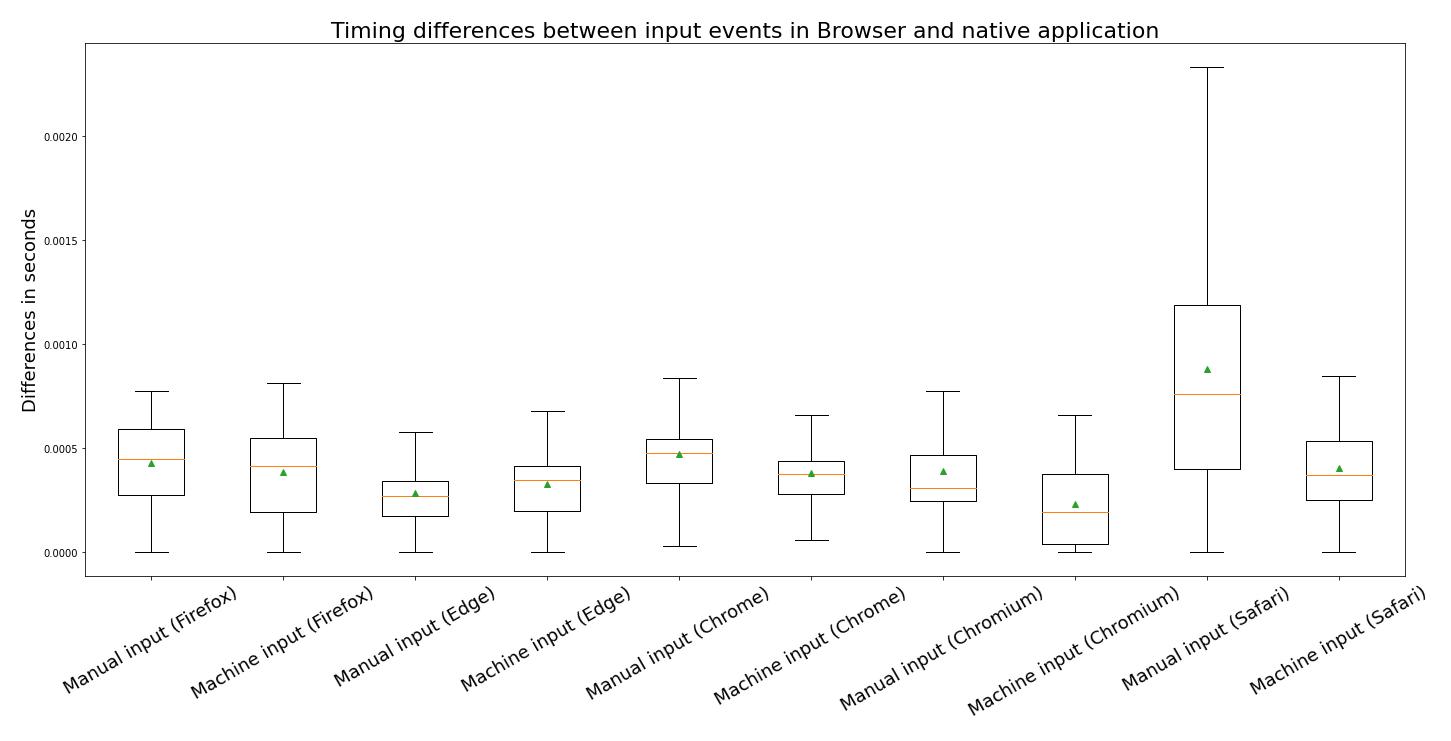 Timing differences between input events in Browser and native application
Differences in seconds
0.0020
0.0015
0.0010
0.0005
0.0000
Manual input (Firefox)
Machine input (Firefox)
Manual input (Edge)
Machine input (Edge)
Manual input (Chrome)
Machine input (Chrome)
Manual input (Chromium)
Machine input (Chromium)
Manual input (Safari)
Machine input (Safari)